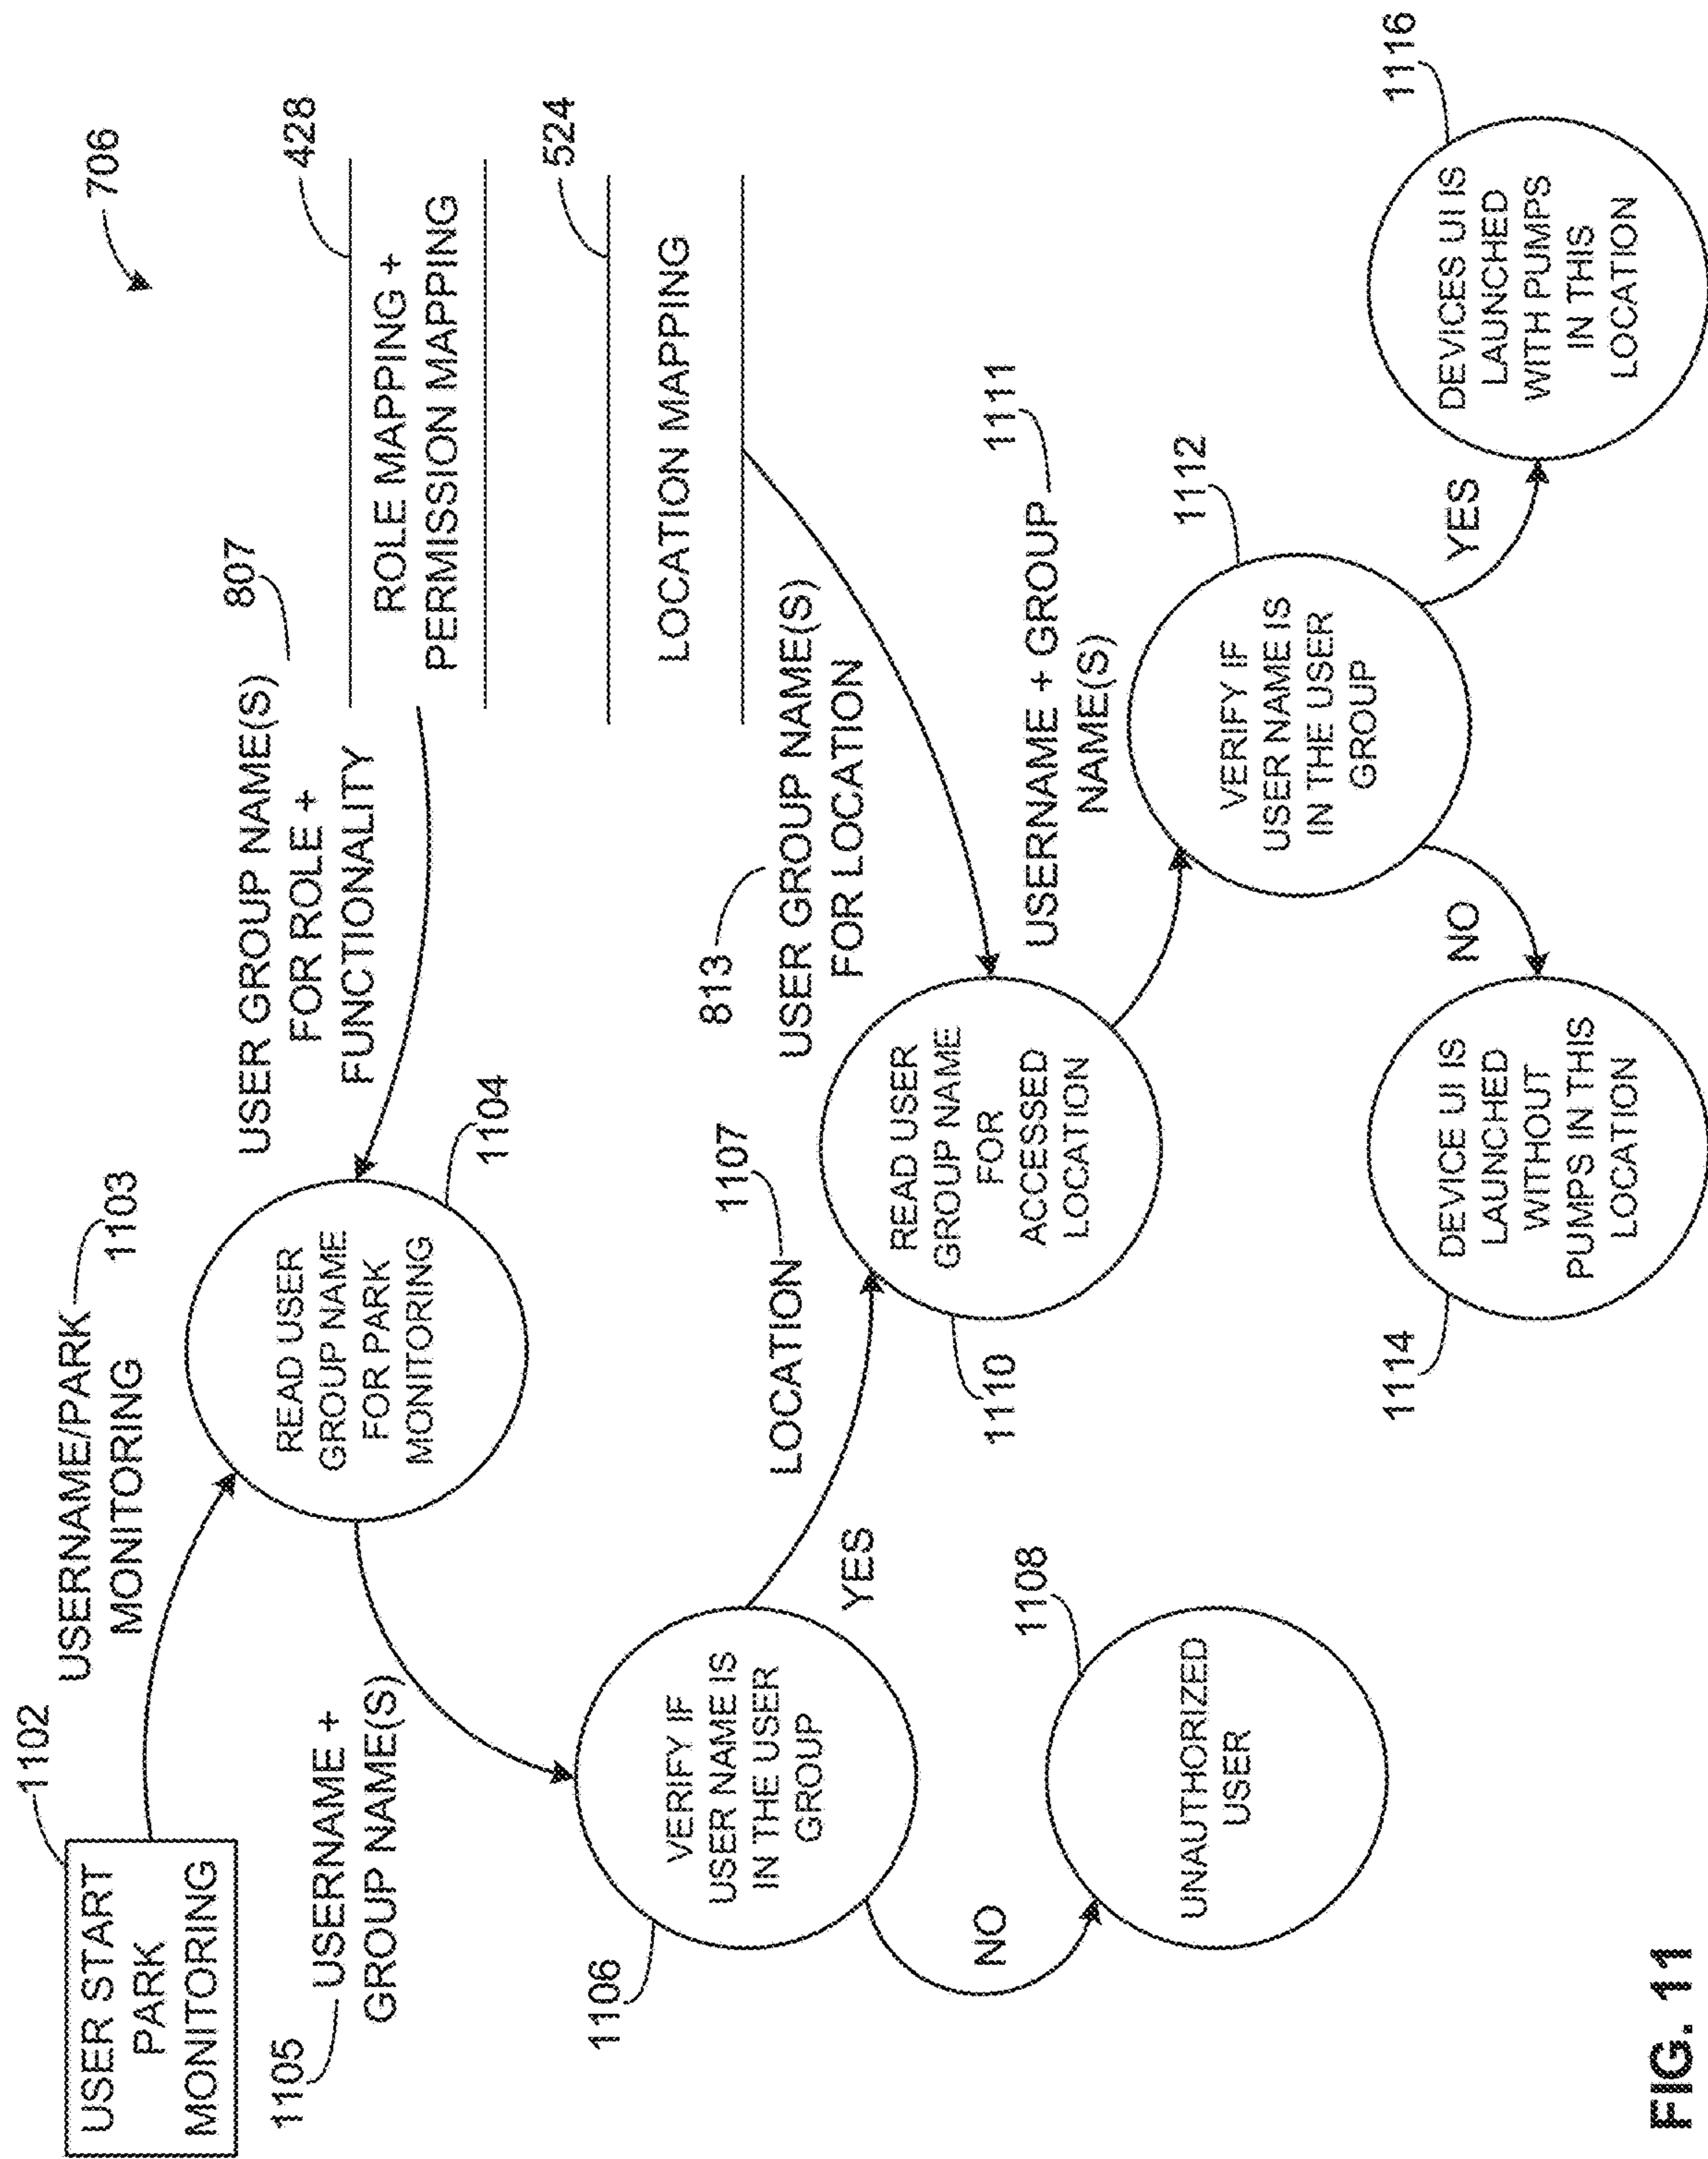 706
1102
USER START
PARK
MONITORING
USERNAME/PARK
MONITORING
1103
428
ROLE MAPPING +
PERMISSION MAPPING
807
USER GROUP NAME(S)
FOR ROLE +
FUNCTIONALITY
READ USER
GROUP NAME
FOR PARK
MONITORING
1104
1105
USERNAME +
GROUP NAME(S)
524
LOCATION MAPPING
813
USER GROUP NAME(S)
FOR LOCATION
1106
VERIFY IF
USER NAME IS
IN THE USER
GROUP
LOCATION
1107
YES
READ USER
GROUP NAME
FOR
ACCESSED
LOCATION
1110
USERNAME + GROUP
NAME(S)
1111
NO
UNAUTHORIZED
USER
1108
VERIFY IF
USER NAME IS
IN THE USER
GROUP
1112
NO
YES
1114
DEVICE UI IS
LAUNCHED
WITHOUT
PUMPS IN THIS
LOCATION
DEVICES UI IS
LAUNCHED
WITH PUMPS
IN THIS
LOCATION
1116
FIG. 11